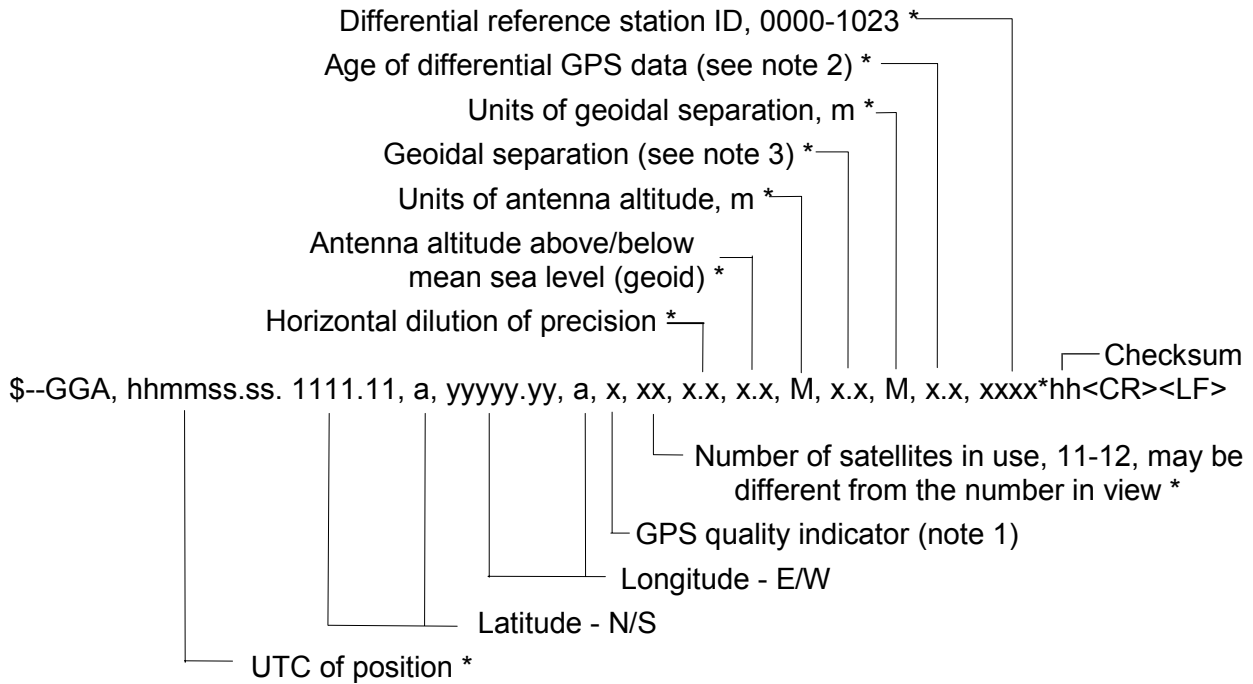 Differential reference station ID, 0000-1023 *
Age of differential GPS data (see note 2) *
Units of geoidal separation, m *
Geoidal separation (see note 3) *
Units of antenna altitude, m *
Antenna altitude above/below
mean sea level (geoid) *
Horizontal dilution of precision *
Checksum
$--GGA, hhmmss.ss. 1111.11, a, yyyyy.yy, a, x, xx, x.x, x.x, M, x.x, M, x.x, xxxx*hh<CR><LF>
Number of satellites in use, 11-12, may be
different from the number in view *
GPS quality indicator (note 1)
Longitude - E/W
Latitude - N/S
UTC of position *